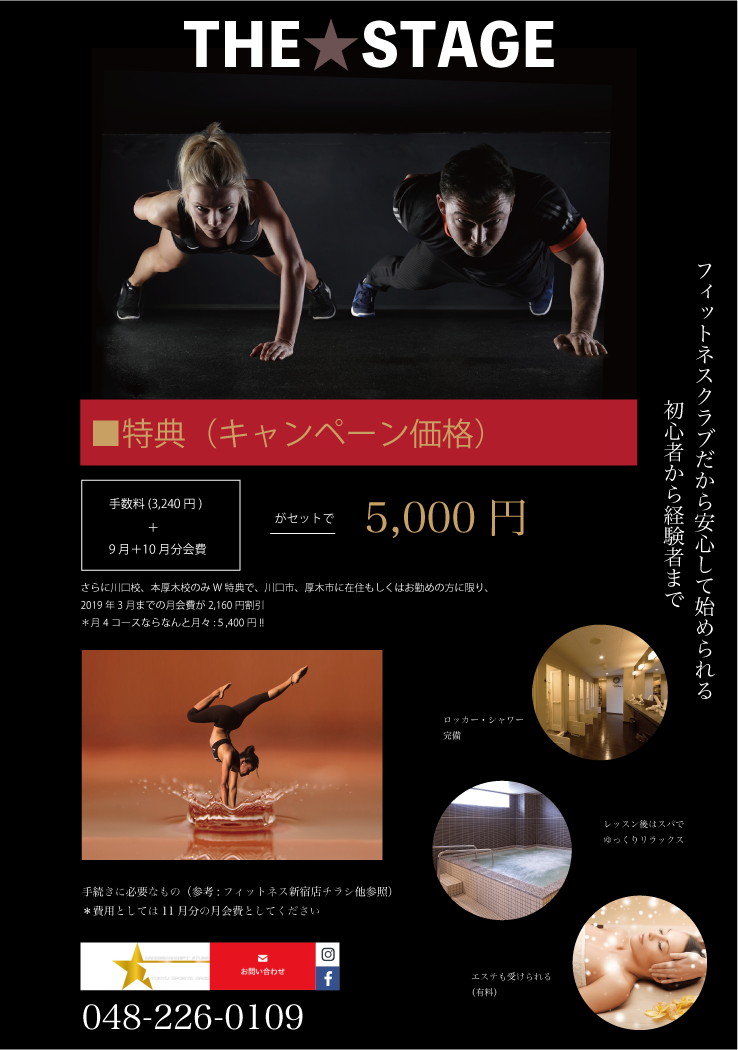 THE★STAGE
フィットネスクラブだから安心して始められる
初心者から経験者まで
■特典（キャンペーン価格）
手数料 (3,240 円 )
＋
9 月＋10 月分会費
がセットで
5,000 円
さらに川口校、本厚木校のみ W 特典で、川口市、厚木市に在住もしくはお勤めの方に限り、
2019 年 3 月までの月会費が 2,160 円割引
＊月 4 コースならなんと月々 : 5 ,400 円 !!
ロッカー・シャワー
完備
レッスン後はスパで
ゆっくりリラックス
手続きに必要なもの（参考 : フィットネス新宿店チラシ他参照）
＊費用としては 11 月分の月会費としてください
エステも受けられる
(有料)
お問い合わせ
048-226-0109